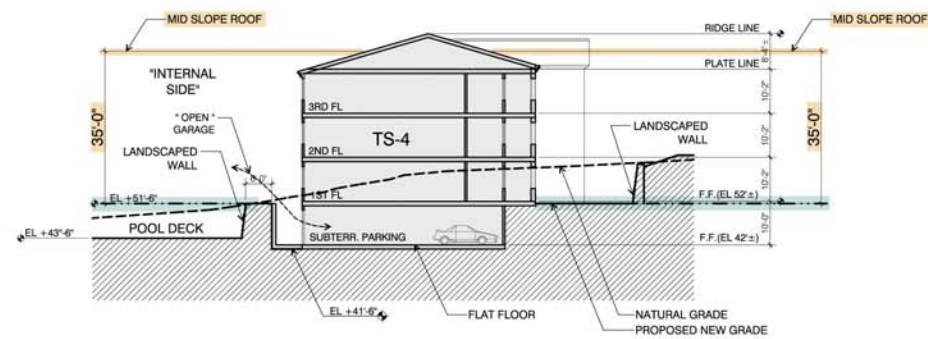 MID SLOPE ROOF
MID SLOPE ROOF
RIDGE LINE
8'-4"±
PLATE LINE
"INTERNAL
SIDE"
10'-2"
35'-0"
35'-0"
3RD FL
" OPEN "
GARAGE
TS-4
10'-2"
LANDSCAPED
WALL
LANDSCAPED
WALL
2ND FL
6'-0"
10'-2"
1ST FL
EL +51'-6"
F.F.(EL 52'±)
POOL DECK
10'-0"
EL +43"-6"
SUBTERR. PARKING
F.F.(EL 42'±)
EL +41'-6"
FLAT FLOOR
NATURAL GRADE
PROPOSED NEW GRADE